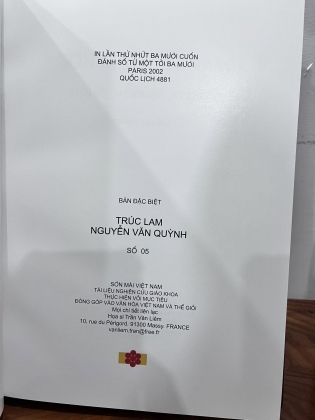 IN LẦN THỨ NHỨT BA MƯƠI CUỐN
ĐÁNH SỐ TỪ MỘT TỚI BA MƯƠI
PARIS 2002
QUỐC LỊCH 4881
BẢN ĐẶC BIỆT
TRÚC LAM
NGUYỄN VĂN QUỲNH
SỐ 05
SƠN MÀI VIỆT NAM
TÀI LIỆU NGHIÊN CỨU GIÁO KHOA
THỰC HIỆN VỚI MỤC TIÊU
ĐÓNG GÓP VÀO VĂN HÓA VIỆT NAM VÀ THẾ GIỚI
Mọi chi tiết liên lạc
Họa sĩ Trần Văn Liêm
10, rue du Périgord, 91300 Massy. FRANCE
vanliem.tran@free.fr